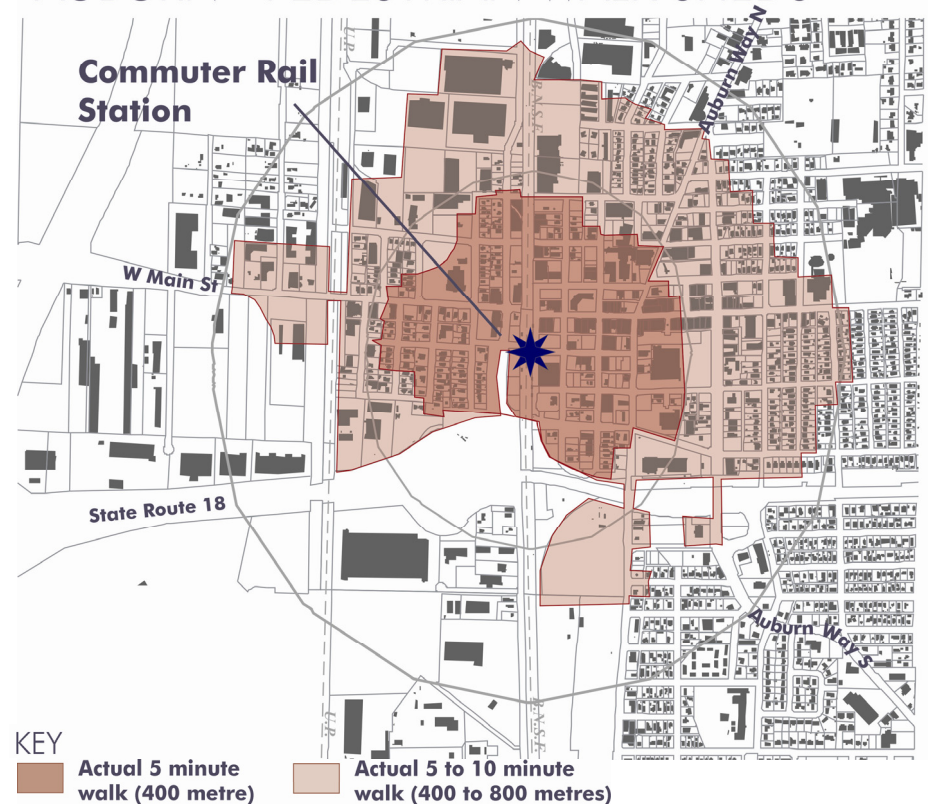 Commuter Rail
Station
Auburn Way N
U.P.
B.N.S.F.
W Main St
State Route 18
Auburn Way S
U.P.
B.N.S.F.
KEY
Actual 5 minute
walk (400 metre)
Actual 5 to 10 minute
walk (400 to 800 metres)